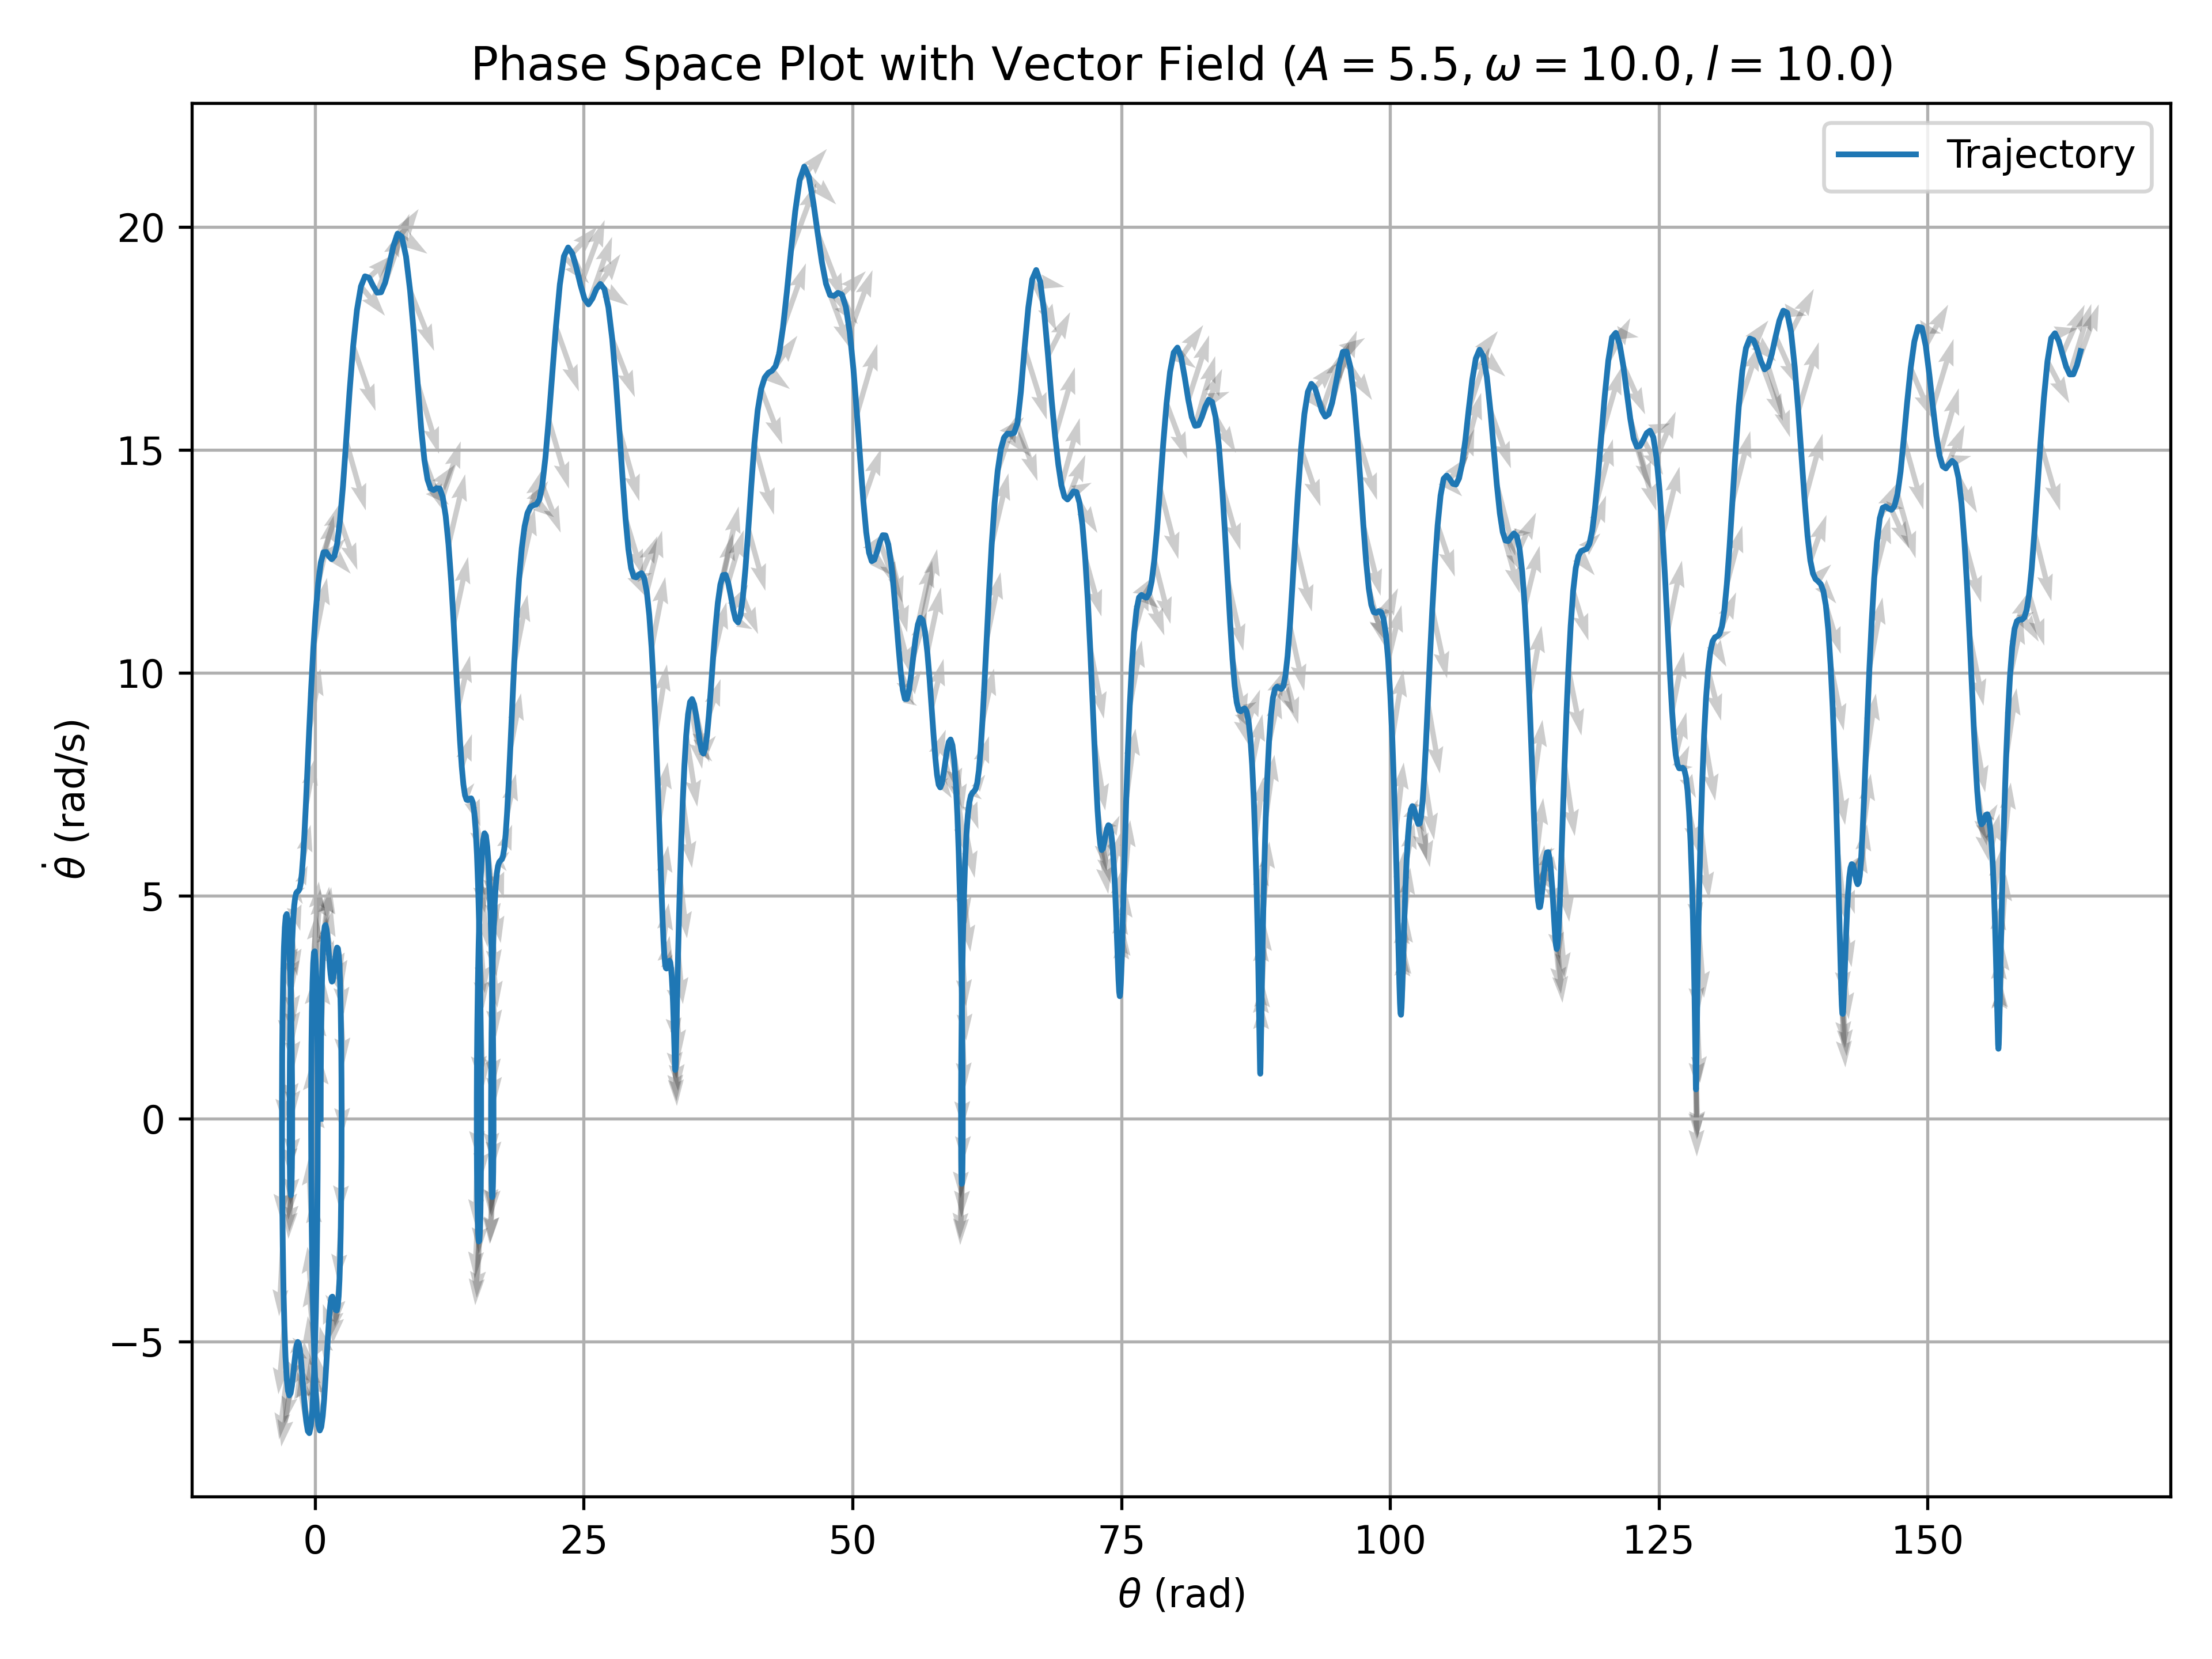 Phase Space Plot with Vector Field (A = 5.5, ω = 10.0, l = 10.0)
Trajectory
20
15
10
5
0
−5
θ̇ (rad/s)
0 25 50 75 100 125 150
θ (rad)